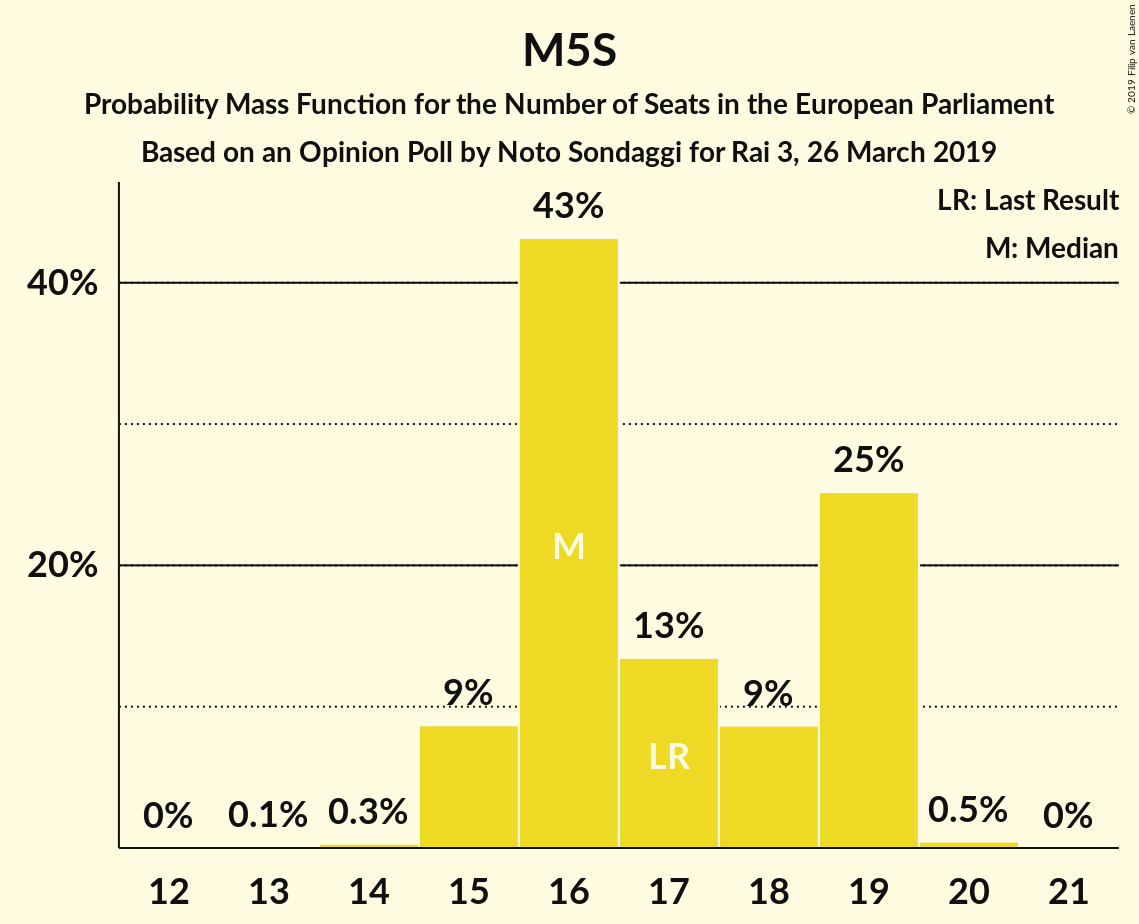 M5S
Probability Mass Function for the Number of Seats in the European Parliament
Based on an Opinion Poll by Noto Sondaggi for Rai 3, 26 March 2019
© 2019 Filip van Laenen
LR: Last Result
M: Median
40%
20%
0%
0.1%
0.3%
9%
43%
13%
9%
25%
0.5%
0%
M
LR
12 13 14 15 16 17 18 19 20 21